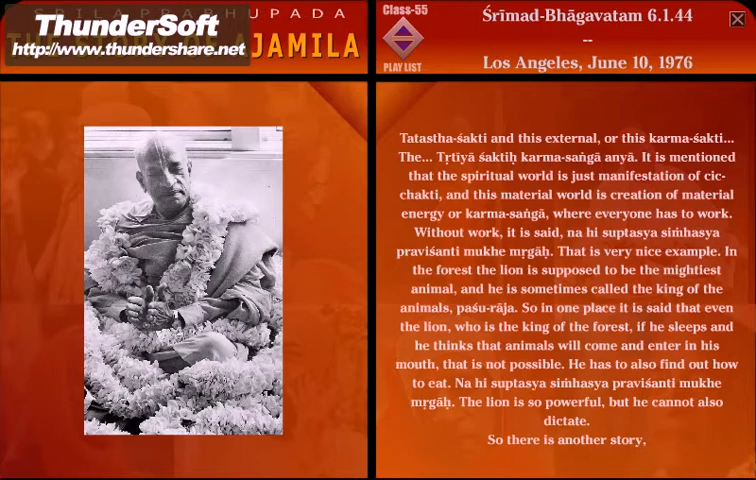 SRILA PRABHUPADA
THE STORY OF AJAMILA
ThunderSoft
http://www.thundershare.net
Class-55
PLAY LIST
Śrīmad-Bhāgavatam 6.1.44
--
Los Angeles, June 10, 1976
Tatastha-śakti and this external, or this karma-śakti...
The... Tṛtīyā śaktiḥ karma-saṅgā anyā. It is mentioned
that the spiritual world is just manifestation of cic-
chakti, and this material world is creation of material
energy or karma-saṅgā, where everyone has to work.
Without work, it is said, na hi suptasya siṁhasya
praviśanti mukhe mṛgāḥ. That is very nice example. In
the forest the lion is supposed to be the mightiest
animal, and he is sometimes called the king of the
animals, paśu-rāja. So in one place it is said that even
the lion, who is the king of the forest, if he sleeps and
he thinks that animals will come and enter in his
mouth, that is not possible. He has to also find out how
to eat. Na hi suptasya siṁhasya praviśanti mukhe
mṛgāḥ. The lion is so powerful, but he cannot also
dictate.
So there is another story,